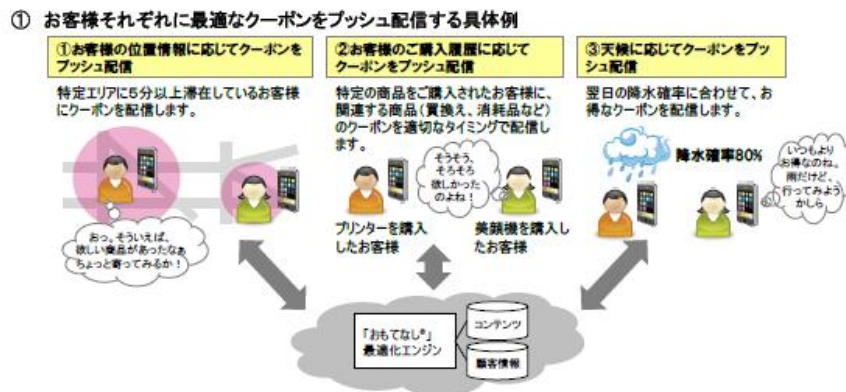 ① お客様それぞれに最適なクーポンをプッシュ配信する具体例
①お客様の位置情報に応じてクーポンを
プッシュ配信
特定エリアに5分以上滞在しているお客様
にクーポンを配信します。
おっ。そういえば、
欲しい商品があったなぁ
ちょっと寄ってみるか！
②お客様のご購入履歴に応じて
クーポンをプッシュ配信
特定の商品をご購入されたお客様に、
関連する商品（買換え、消耗品など）
のクーポンを適切なタイミングで配信し
ます。
そうそう、
そろそろ
欲しかった
のよね！
プリンターを購入
したお客様
美顔機を購入し
たお客様
③天候に応じてクーポンをプッ
シュ配信
翌日の降水確率に合わせて、お
得なクーポンを配信します。
降水確率80%
いつもより
お得なのね。
雨だけど、
行ってみよう
かしら
「おもてなし®」
最適化エンジン
コンテンツ
顧客情報